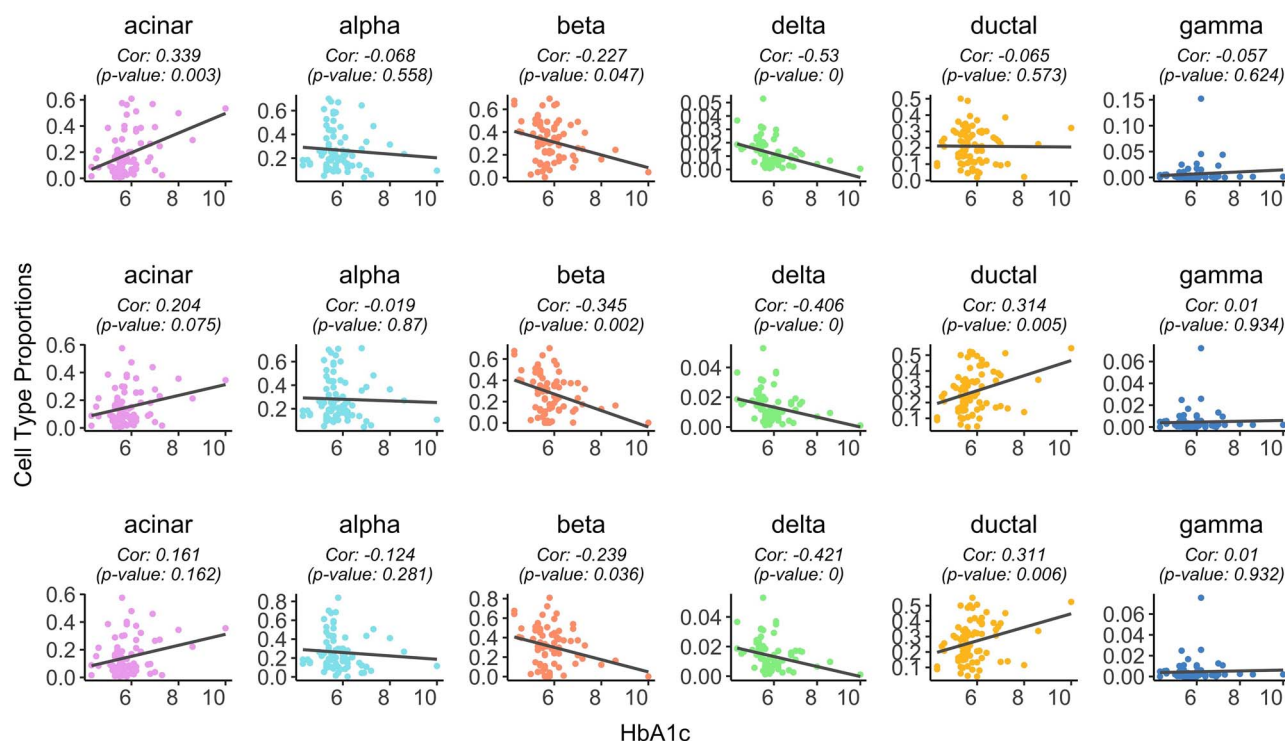 acinar alpha beta delta ductal gamma
Cor: 0.339 Cor: -0.068 Cor: -0.227 Cor: -0.53 Cor: -0.065 Cor: -0.057
(p-value: 0.003) (p-value: 0.558) (p-value: 0.047) (p-value: 0) (p-value: 0.573) (p-value: 0.624)
0.6 0.4 0.2 0.0
0.6 0.4 0.2
0.6 0.4 0.2 0.0
0.05 0.04 0.03 0.02 0.01 0.00
0.5 0.4 0.3 0.2 0.1 0.0
0.15 0.10 0.05 0.00
6 8 10 6 8 10 6 8 10 6 8 10 6 8 10 6 8 10
Cell Type Proportions
acinar alpha beta delta ductal gamma
Cor: 0.204 Cor: -0.019 Cor: -0.345 Cor: -0.406 Cor: 0.314 Cor: 0.01
(p-value: 0.075) (p-value: 0.87) (p-value: 0.002) (p-value: 0) (p-value: 0.005) (p-value: 0.934)
0.6 0.4 0.2 0.0
0.6 0.4 0.2
0.6 0.4 0.2 0.0
0.04 0.02 0.00
0.5 0.4 0.3 0.2 0.1
0.06 0.04 0.02 0.00
6 8 10 6 8 10 6 8 10 6 8 10 6 8 10 6 8 10
acinar alpha beta delta ductal gamma
Cor: 0.161 Cor: -0.124 Cor: -0.239 Cor: -0.421 Cor: 0.311 Cor: 0.01
(p-value: 0.162) (p-value: 0.281) (p-value: 0.036) (p-value: 0) (p-value: 0.006) (p-value: 0.932)
0.6 0.4 0.2 0.0
0.8 0.6 0.4 0.2 0.0
0.8 0.6 0.4 0.2 0.0
0.04 0.02 0.00
0.5 0.4 0.3 0.2 0.1
0.06 0.04 0.02 0.00
6 8 10 6 8 10 6 8 10 6 8 10 6 8 10 6 8 10
HbA1c